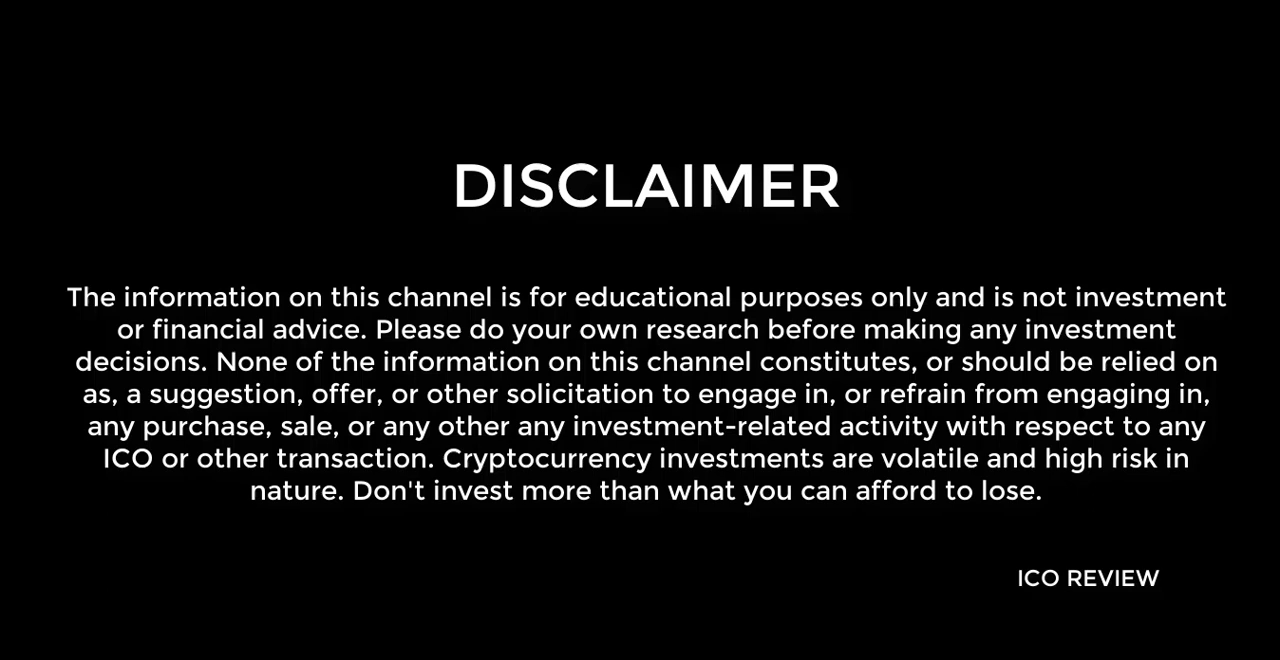 DISCLAIMER
The information on this channel is for educational purposes only and is not investment
or financial advice. Please do your own research before making any investment
decisions. None of the information on this channel constitutes, or should be relied on
as, a suggestion, offer, or other solicitation to engage in, or refrain from engaging in,
any purchase, sale, or any other any investment-related activity with respect to any
ICO or other transaction. Cryptocurrency investments are volatile and high risk in
nature. Don't invest more than what you can afford to lose.
ICO REVIEW